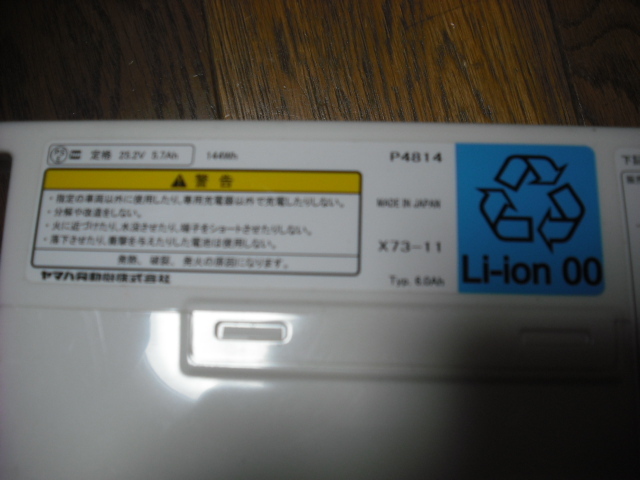 定格 25.2V 5.7Ah 144Wh
P4814
警告
・指定の車両以外に使用したり、専用充電器以外で充電したりしない。
・分解や改造をしない。
・火に近づけたり、水没させたり、端子をショートさせたりしない。
・落下させたり、衝撃を与えたりした電池は使用しない。
発熱、破裂、発火の原因になります。
ヤマハ発動機株式会社
MADE IN JAPAN
X73-11
Typ. 6.0Ah
Li-ion 00
下記